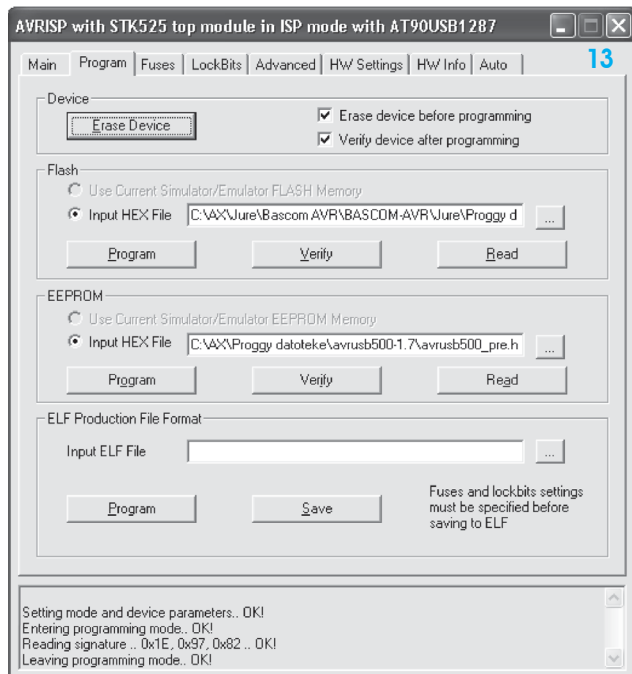 AVRISP with STK525 top module in ISP mode with AT90USB1287
13
Main Program Fuses LockBits Advanced HW Settings HW Info Auto
Device
Erase Device
Erase device before programming
Verify device after programming
Flash
Use Current Simulator/Emulator FLASH Memory
Input HEX File C:\AX\Jure\Bascom AVR\BASCOM-AVR\Jure\Proggy d ...
Program Verify Read
EEPROM
Use Current Simulator/Emulator EEPROM Memory
Input HEX File C:\AX\Proggy datoteke\avrusb500-1.7\avrusb500_pre.h ...
Program Verify Read
ELF Production File Format
Input ELF File ...
Program Save
Fuses and lockbits settings
must be specified before
saving to ELF
Setting mode and device parameters.. OK!
Entering programming mode.. OK!
Reading signature .. 0x1E, 0x97, 0x82 .. OK!
Leaving programming mode.. OK!